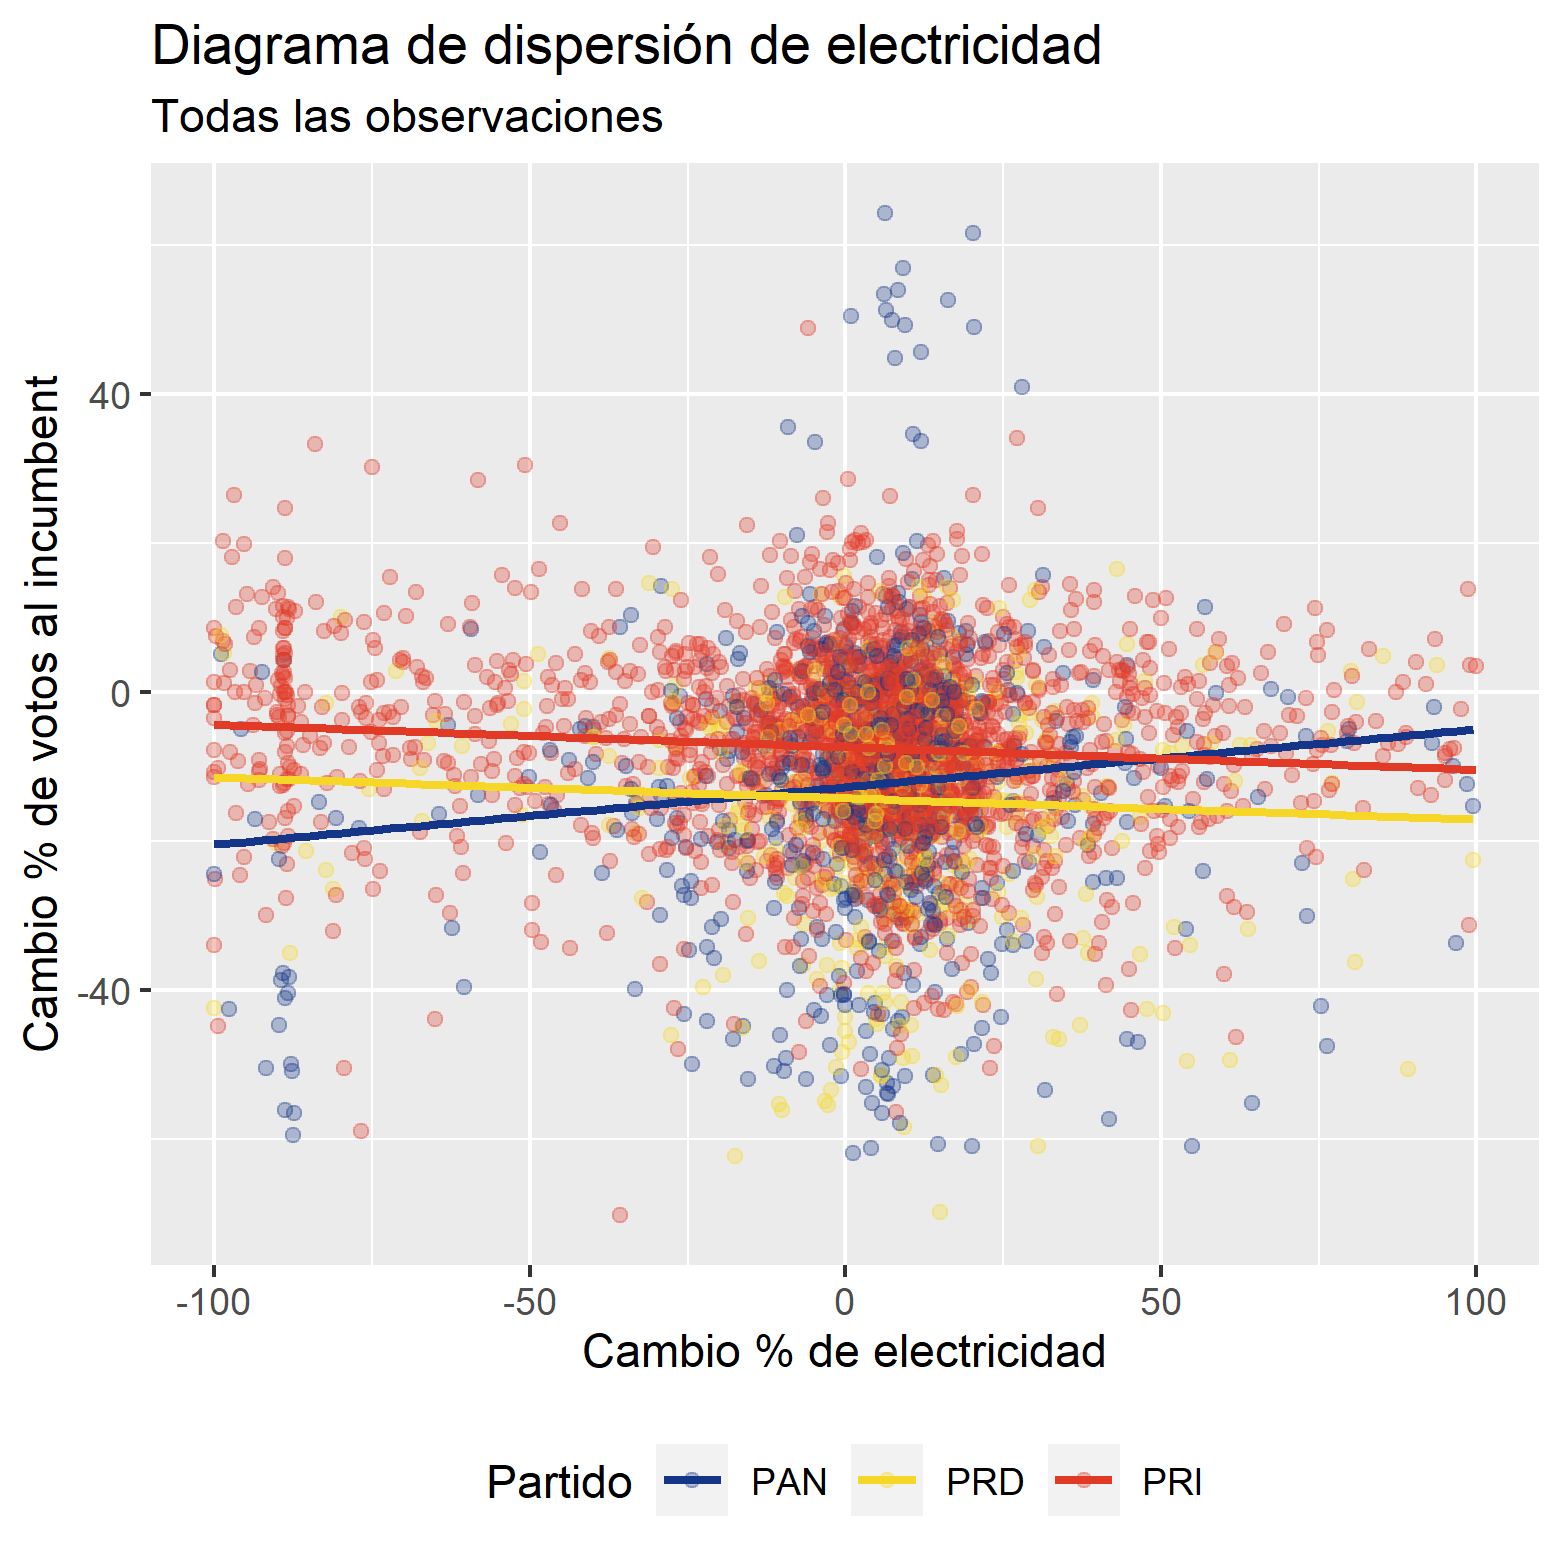 Diagrama de dispersión de electricidad
Todas las observaciones
Cambio % de votos al incumbent
40
0
-40
-100 -50 0 50 100
Cambio % de electricidad
Partido PAN PRD PRI